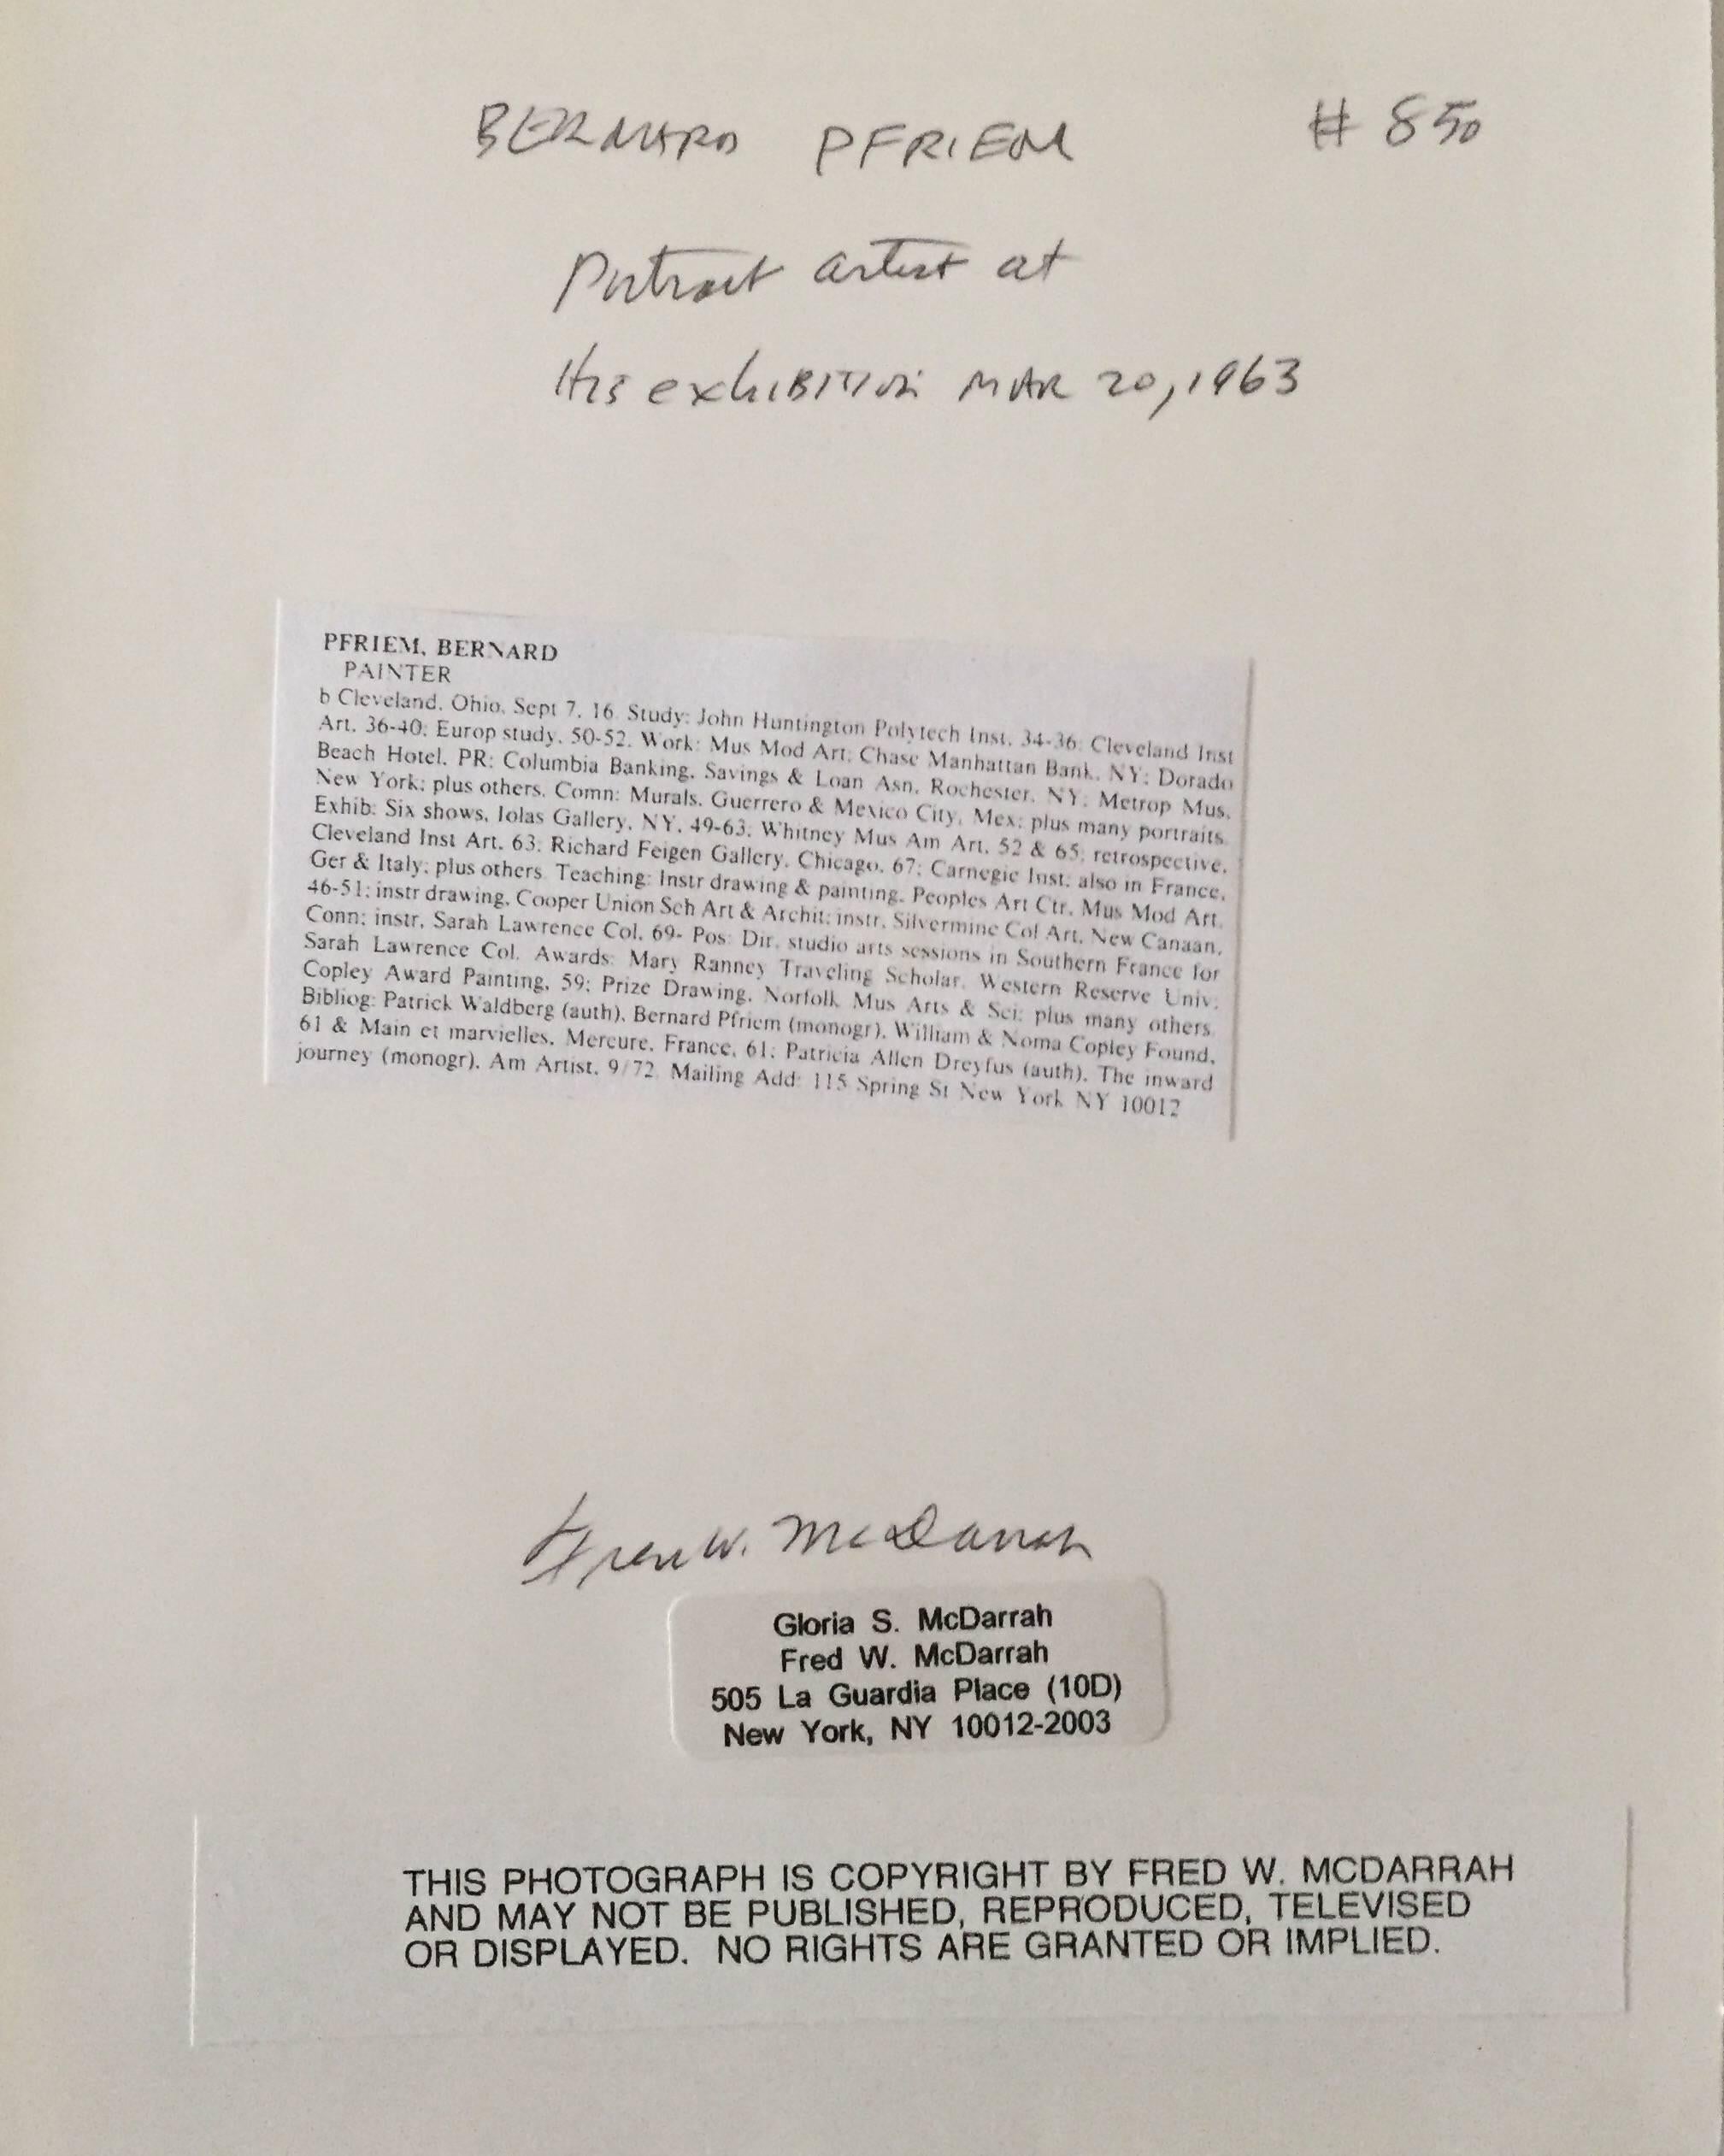 BERNARD PFRIEM # 850
Portrait artist at
His exhibition MAR 20, 1963
PFRIEM, BERNARD
PAINTER
b Cleveland, Ohio, Sept 7, 16. Study: John Huntington Polytech Inst, 34-36; Cleveland Inst
Art, 36-40; Europ study, 50-52. Work: Mus Mod Art; Chase Manhattan Bank, NY; Dorado
Beach Hotel, PR; Columbia Banking, Savings & Loan Asn, Rochester, NY; Metrop Mus,
New York; plus others. Comn: Murals, Guerrero & Mexico City, Mex; plus many portraits.
Exhib: Six shows, Iolas Gallery, NY, 49-63; Whitney Mus Am Art, 52 & 65; retrospective,
Cleveland Inst Art, 63; Richard Feigen Gallery, Chicago, 67; Carnegie Inst; also in France,
Ger & Italy; plus others. Teaching: Instr drawing & painting, Peoples Art Ctr, Mus Mod Art,
46-51; instr drawing, Cooper Union Sch Art & Archit; instr, Silvermine Col Art, New Canaan,
Conn; instr, Sarah Lawrence Col, 69- Pos: Dir, studio arts sessions in Southern France for
Sarah Lawrence Col. Awards: Mary Ranney Traveling Scholar, Western Reserve Univ;
Copley Award Painting, 59; Prize Drawing, Norfolk Mus Arts & Sci; plus many others.
Bibliog: Patrick Waldberg (auth), Bernard Pfriem (monogr), William & Noma Copley Found,
61 & Main et marvielles, Mercure, France, 61; Patricia Allen Dreyfus (auth), The inward
journey (monogr), Am Artist, 9/72. Mailing Add: 115 Spring St New York NY 10012
Fred W. McDarrah
Gloria S. McDarrah
Fred W. McDarrah
505 La Guardia Place (10D)
New York, NY 10012-2003
THIS PHOTOGRAPH IS COPYRIGHT BY FRED W. MCDARRAH
AND MAY NOT BE PUBLISHED, REPRODUCED, TELEVISED
OR DISPLAYED. NO RIGHTS ARE GRANTED OR IMPLIED.